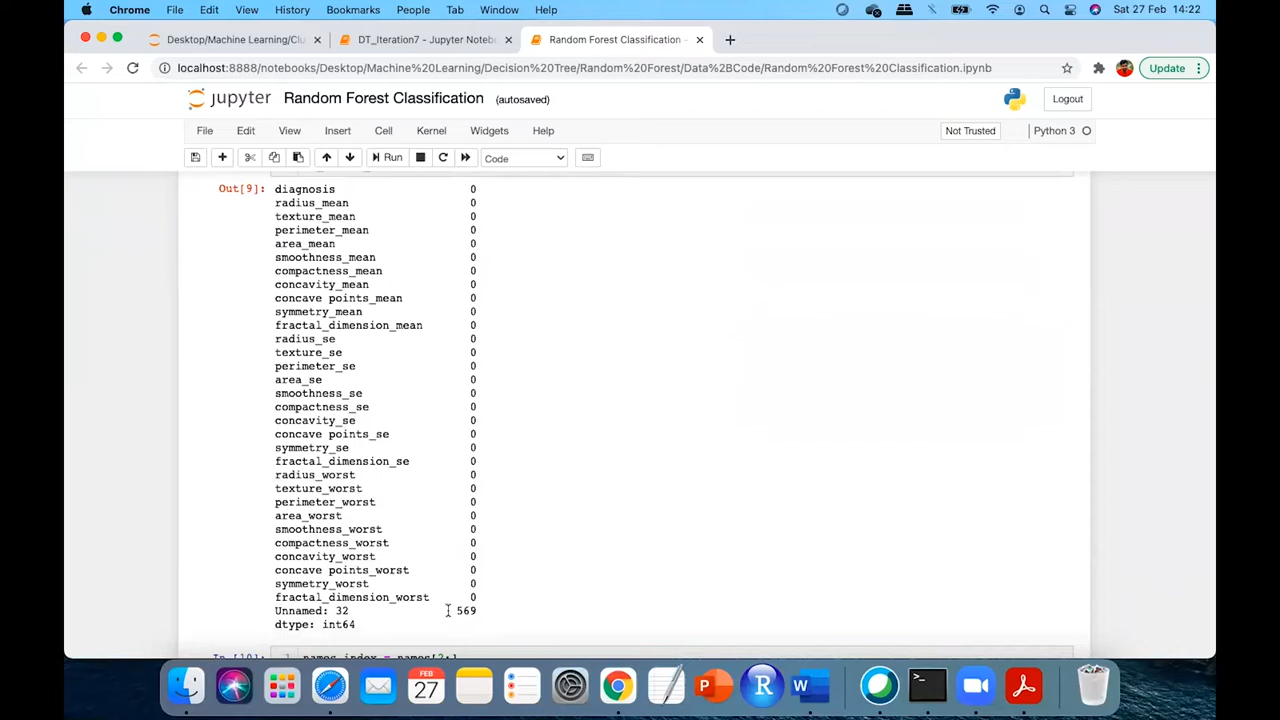 Chrome File Edit View History Bookmarks People Tab Window Help Sat 27 Feb 14:22
Desktop/Machine Learning/Clu DT_Iteration7 - Jupyter Notebo Random Forest Classification -
localhost:8888/notebooks/Desktop/Machine%20Learning/Decision%20Tree/Random%20Forest/Data%2BCode/Random%20Forest%20Classification.ipynb Update
jupyter Random Forest Classification (autosaved) Logout
File Edit View Insert Cell Kernel Widgets Help Not Trusted Python 3
Run Code
Out[9]: diagnosis 0
radius_mean 0
texture_mean 0
perimeter_mean 0
area_mean 0
smoothness_mean 0
compactness_mean 0
concavity_mean 0
concave points_mean 0
symmetry_mean 0
fractal_dimension_mean 0
radius_se 0
texture_se 0
perimeter_se 0
area_se 0
smoothness_se 0
compactness_se 0
concavity_se 0
concave points_se 0
symmetry_se 0
fractal_dimension_se 0
radius_worst 0
texture_worst 0
perimeter_worst 0
area_worst 0
smoothness_worst 0
compactness_worst 0
concavity_worst 0
concave points_worst 0
symmetry_worst 0
fractal_dimension_worst 0
Unnamed: 32 569
dtype: int64
In [10]: 1 names_index = names[2:]
FEB
27
R
W